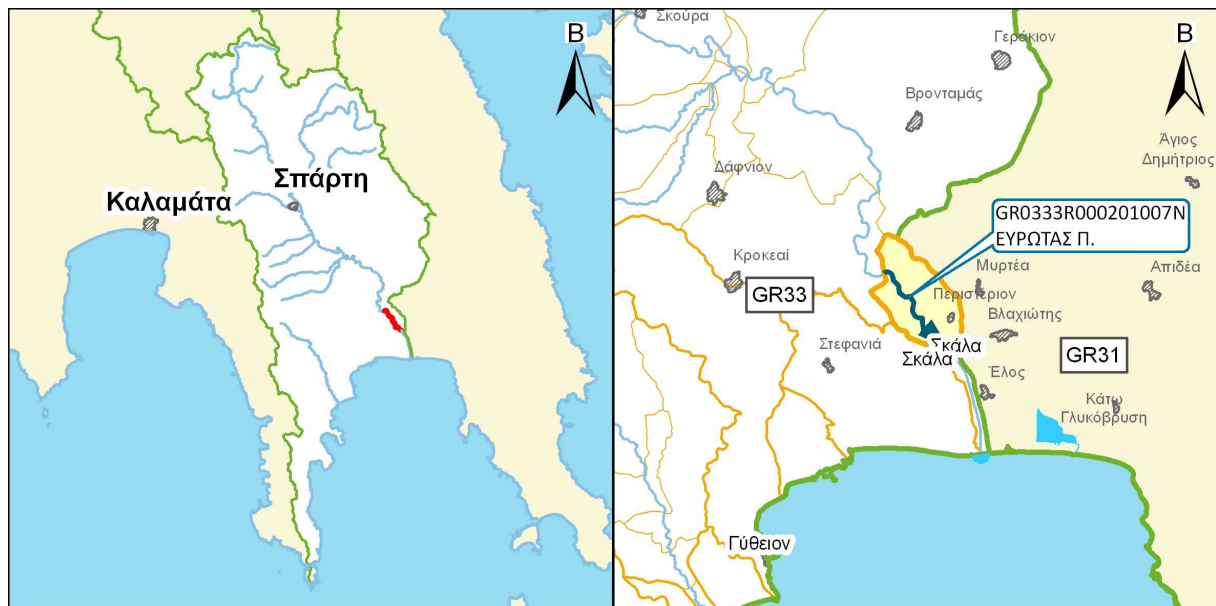 Β
Σπάρτη
Καλαμάτα
Σκούρα
Γεράκιον
Β
Βρονταμάς
Άγιος
Δημήτριος
Δάφνιον
GR0333R000201007N
ΕΥΡΩΤΑΣ Π.
Κροκεαί
Μυρτέα
Απιδέα
GR33
Περιστέριον
Βλαχιώτης
Σκάλα
Σκάλα
Στεφανιά
GR31
Έλος
Κάτω
Γλυκόβρυση
Γύθειον